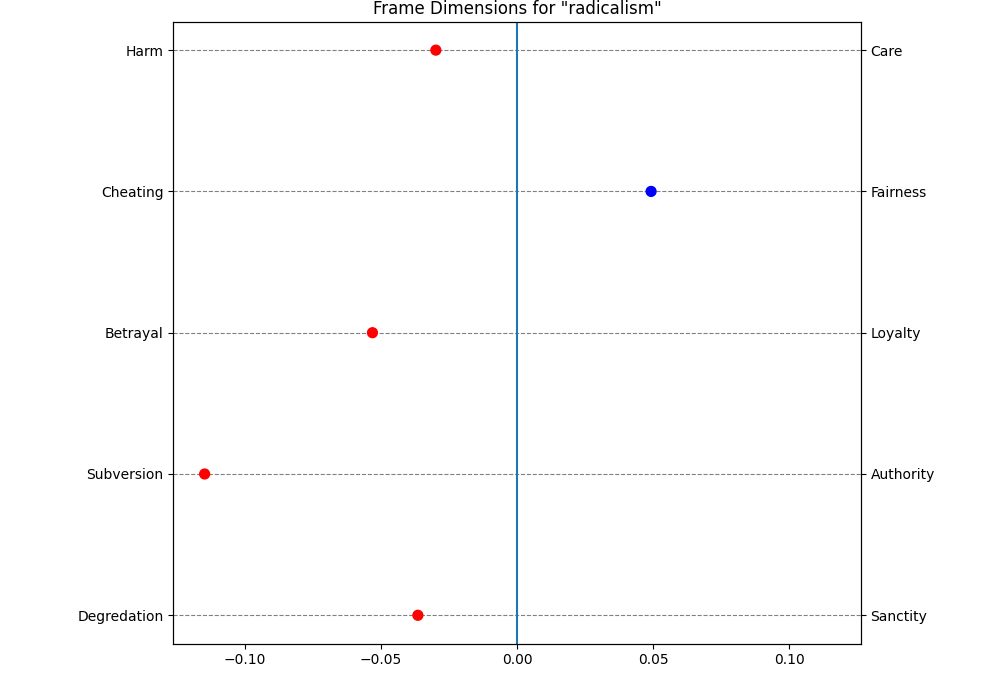 Frame Dimensions for "radicalism"
Harm Care
Cheating Fairness
Betrayal Loyalty
Subversion Authority
Degredation Sanctity
−0.10 −0.05 0.00 0.05 0.10